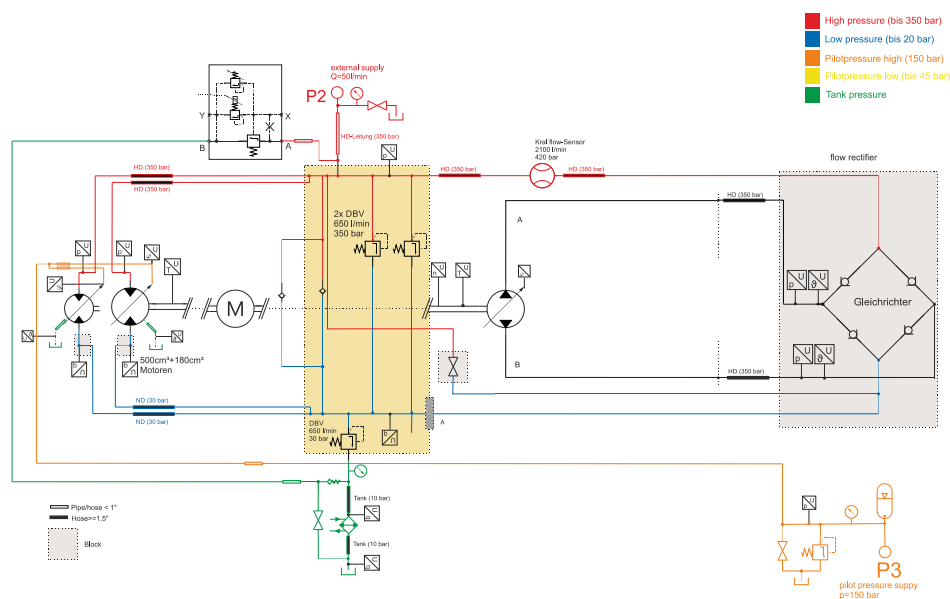 High pressure (bis 350 bar)
Low pressure (bis 20 bar)
Pilotpressure high (150 bar)
Pilotpressure low (bis 45 bar)
Tank pressure
external supply
Q=50l/min
P2
Y
X
B
A
HD-Leitung (350 bar)
Kral flow-Sensor
2100 l/min
420 bar
flow rectifier
HD (350 bar)
HD (350 bar)
HD (350 bar)
HD (350 bar)
HD (350 bar)
p
U
2x DBV
650 l/min
350 bar
A
p
U
p
U
U
T
U
n
U
T
U
M
p
U
ϑ
U
Gleichrichter
500cm³+180cm³
Motoren
p
U
ϑ
U
B
HD (350 bar)
ND (30 bar)
ND (30 bar)
DBV
650 l/min
30 bar
A
Pipe/hose < 1"
Hose>=1,5"
Block
Tank (10 bar)
Tank (10 bar)
p
U
P3
pilot pressure suppy
p=150 bar